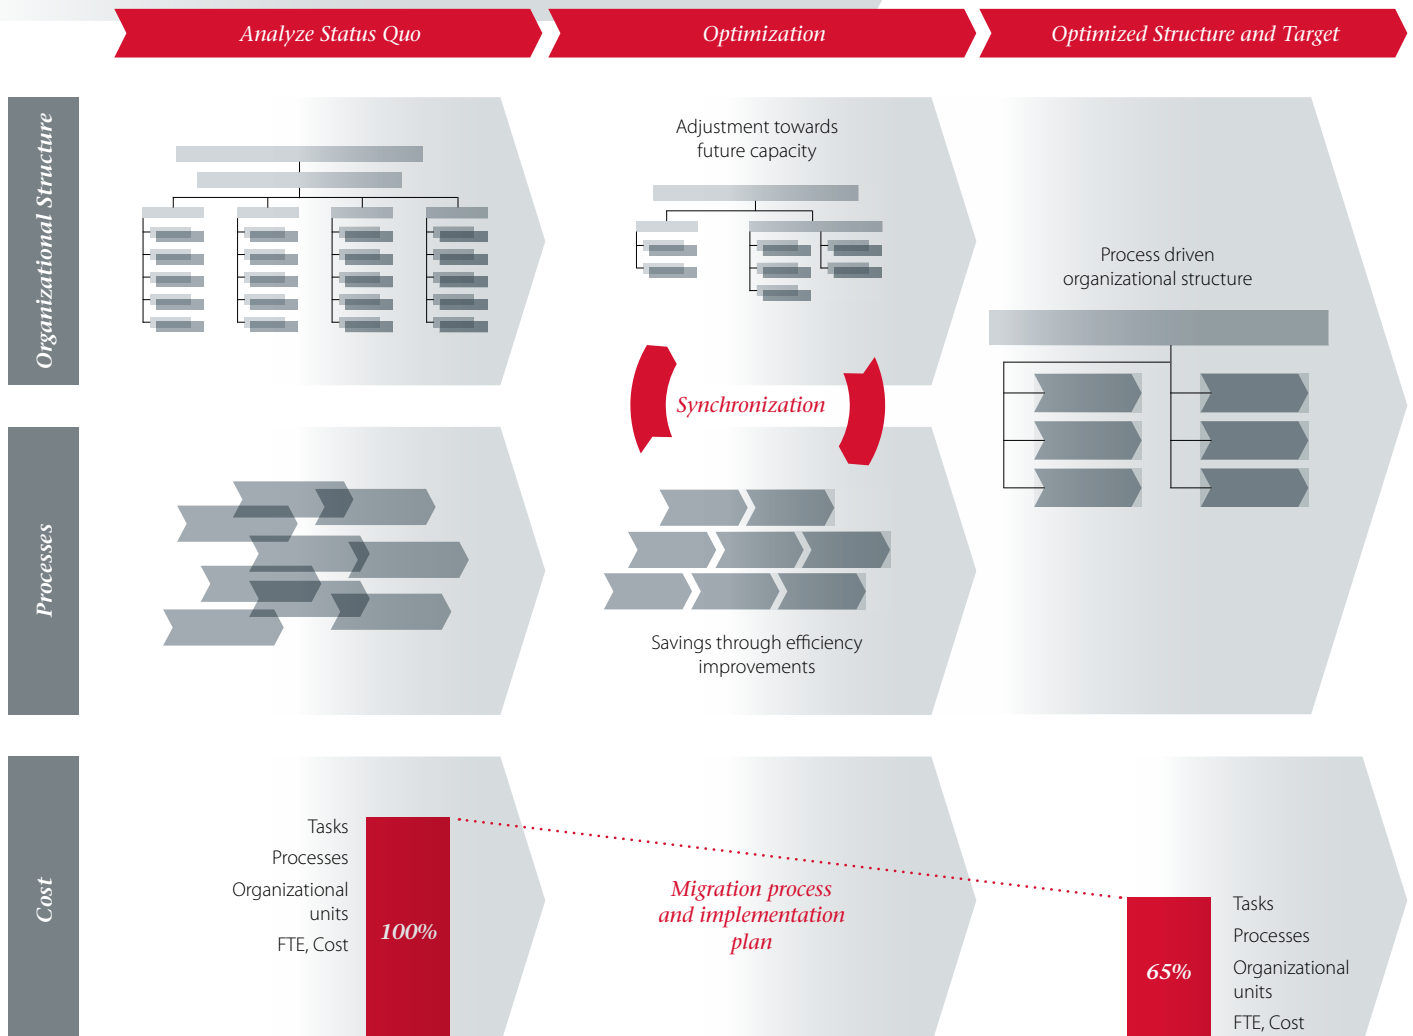 Analyze Status Quo
Optimization
Optimized Structure and Target
Organizational Structure
Adjustment towards
future capacity
Process driven
organizational structure
Synchronization
Processes
Savings through efficiency
improvements
Cost
Tasks
Processes
Organizational
units
FTE, Cost
100%
Migration process
and implementation
plan
65%
Tasks
Processes
Organizational
units
FTE, Cost